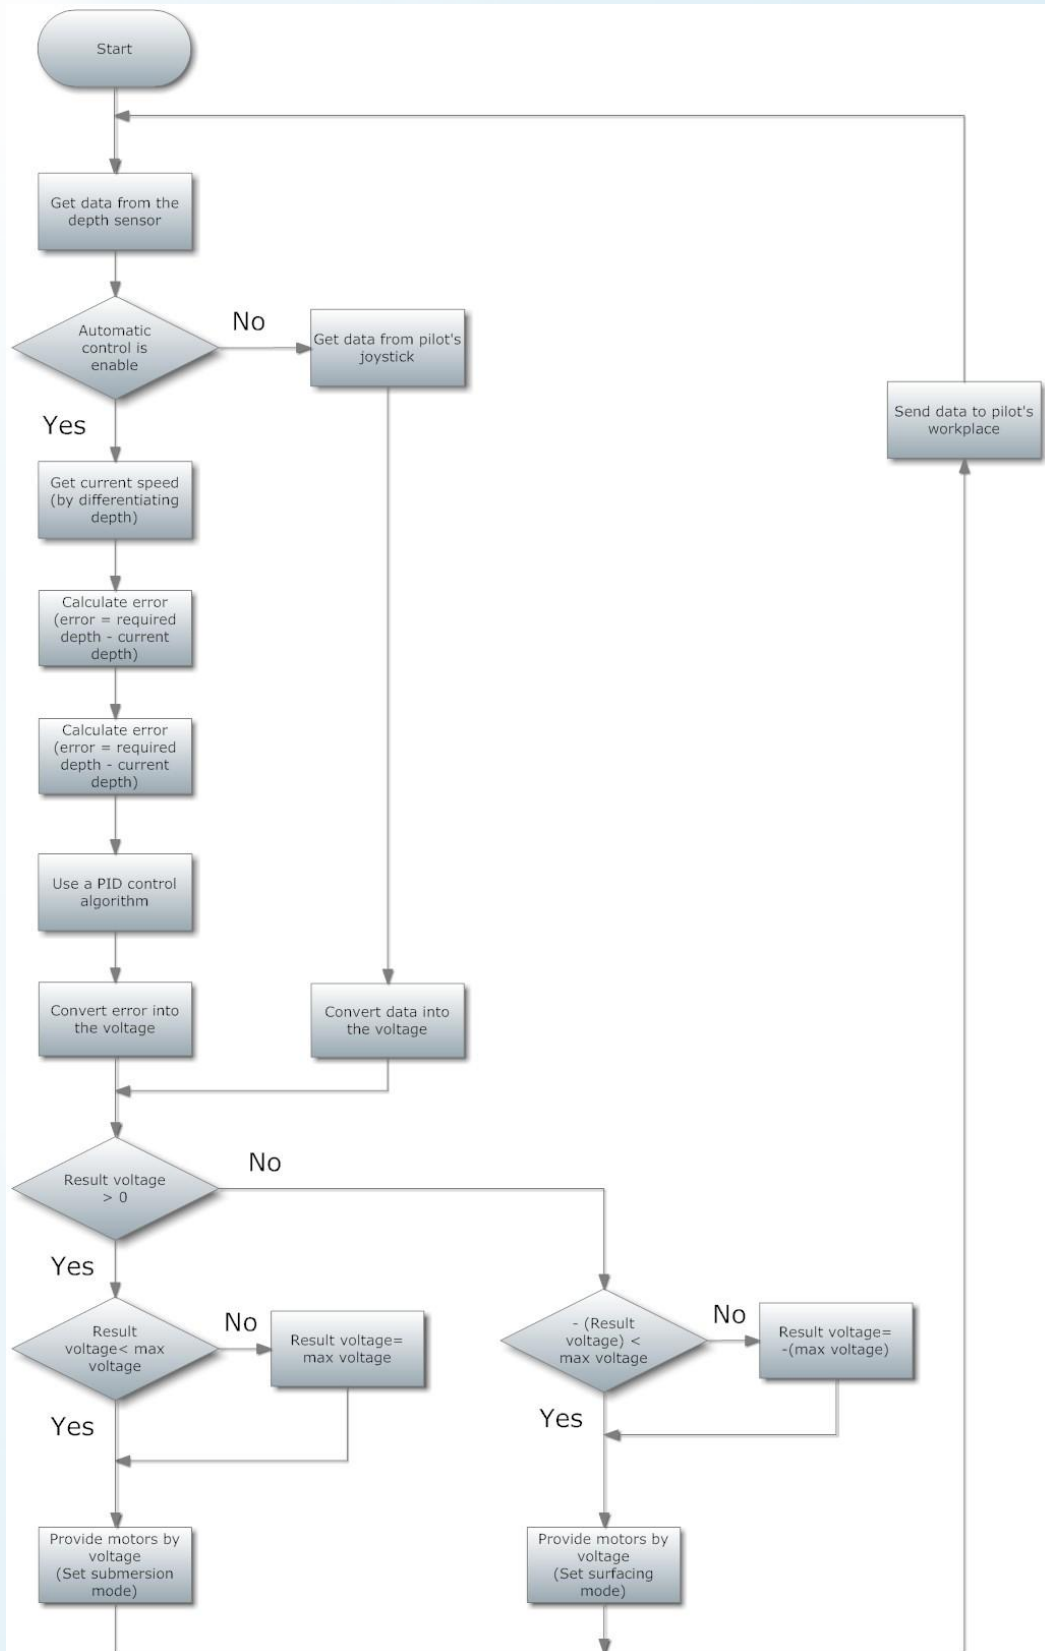 Start
Get data from the
depth sensor
Automatic
control is
enable
No
Get data from pilot's
joystick
Send data to pilot's
workplace
Yes
Get current speed
(by differentiating
depth)
Calculate error
(error = required
depth - current
depth)
Calculate error
(error = required
depth - current
depth)
Use a PID control
algorithm
Convert error into
the voltage
Convert data into
the voltage
Result voltage
> 0
No
Yes
Result
voltage< max
voltage
No
Result voltage=
max voltage
- (Result
voltage) <
max voltage
No
Result voltage=
-(max voltage)
Yes
Yes
Provide motors by
voltage
(Set submersion
mode)
Provide motors by
voltage
(Set surfacing
mode)